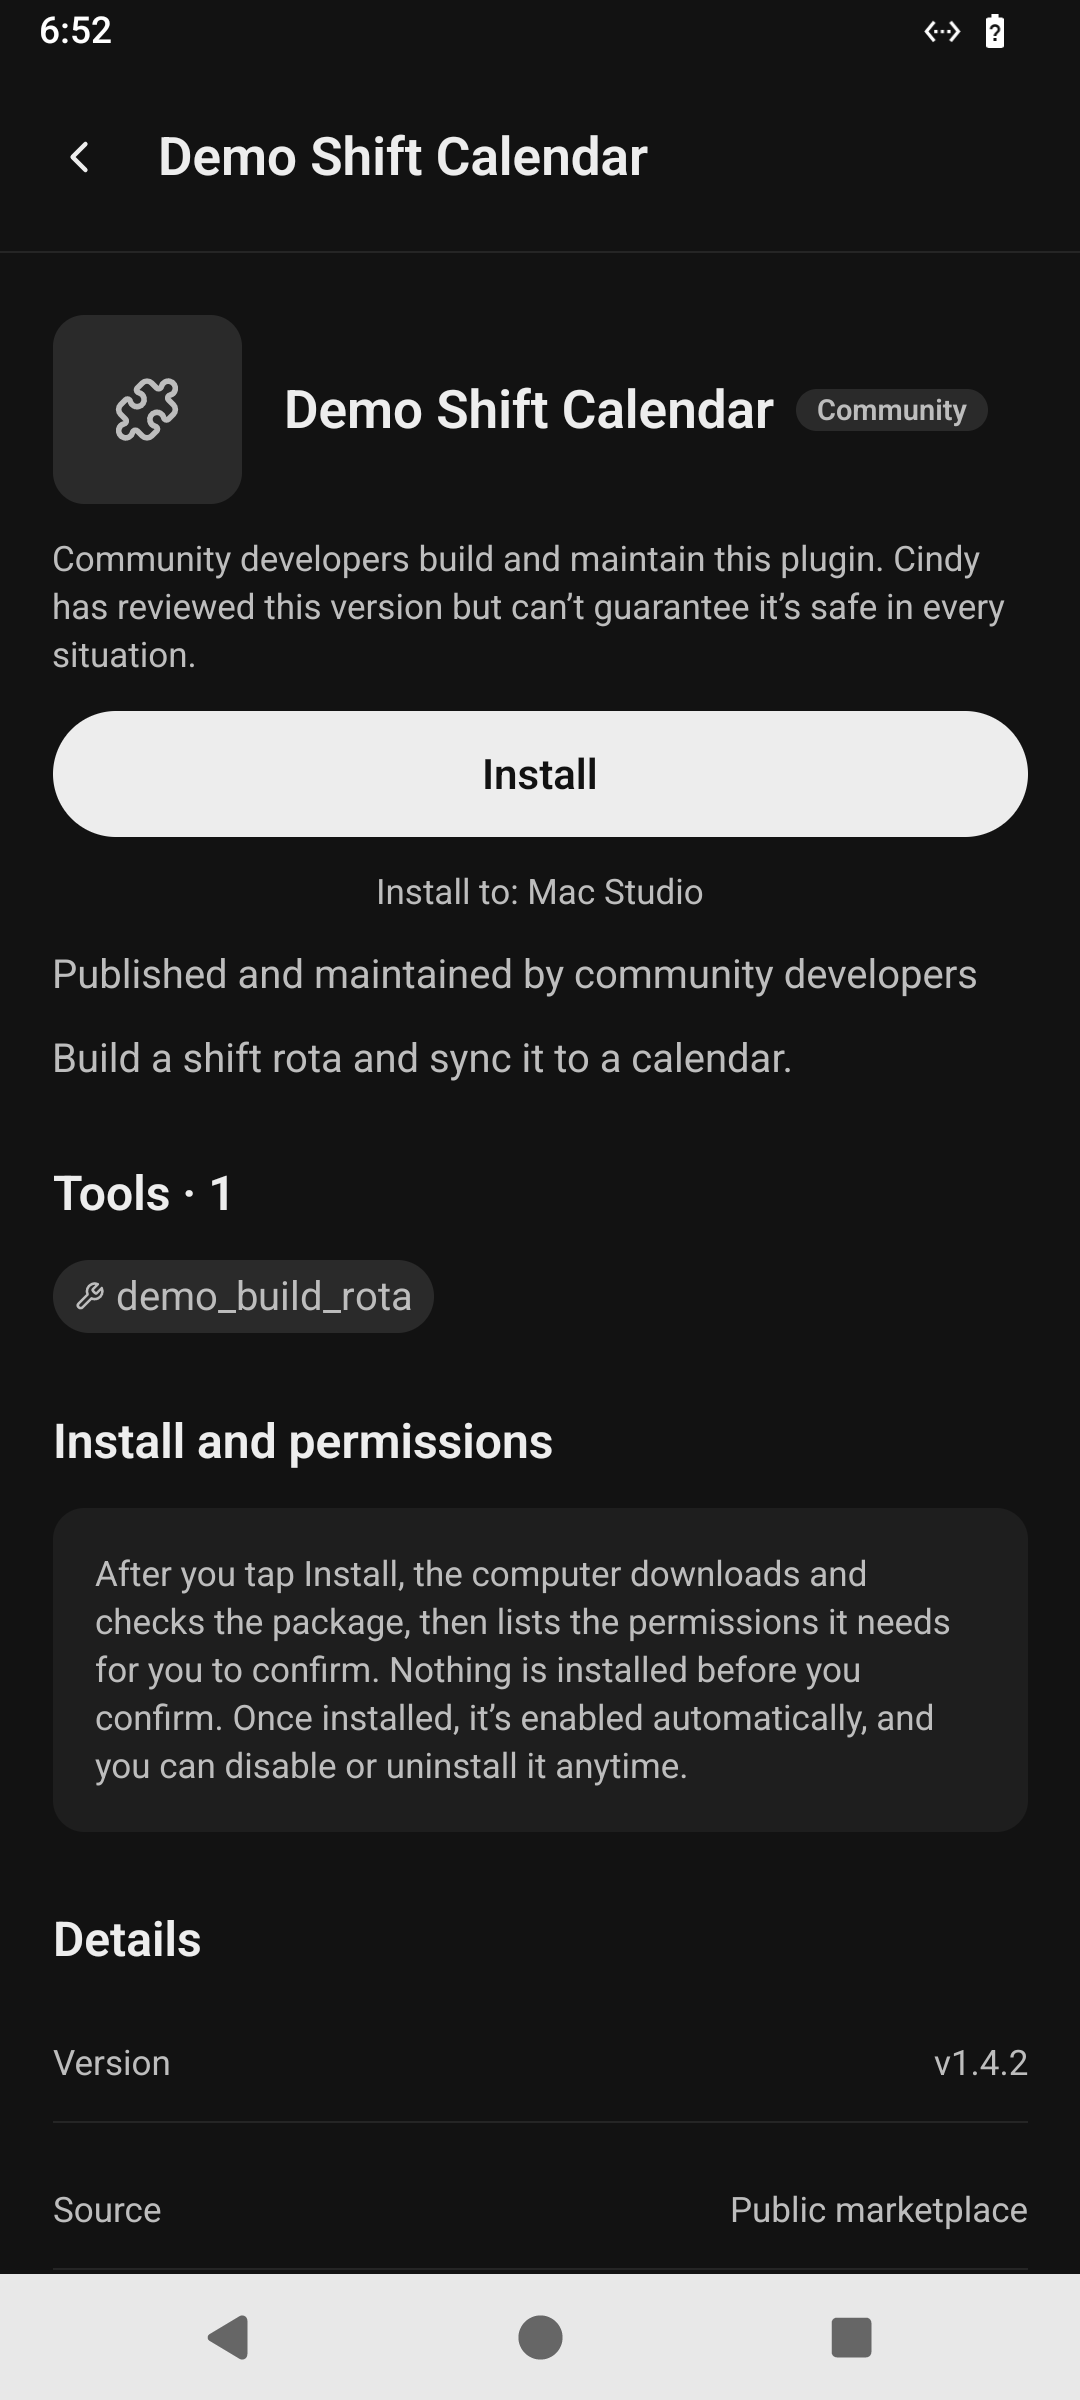 6:52
Demo Shift Calendar
Demo Shift Calendar
Community
Community developers build and maintain this plugin. Cindy
has reviewed this version but can’t guarantee it’s safe in every
situation.
Install
Install to: Mac Studio
Published and maintained by community developers
Build a shift rota and sync it to a calendar.
Tools · 1
demo_build_rota
Install and permissions
After you tap Install, the computer downloads and
checks the package, then lists the permissions it needs
for you to confirm. Nothing is installed before you
confirm. Once installed, it’s enabled automatically, and
you can disable or uninstall it anytime.
Details
Version
v1.4.2
Source
Public marketplace